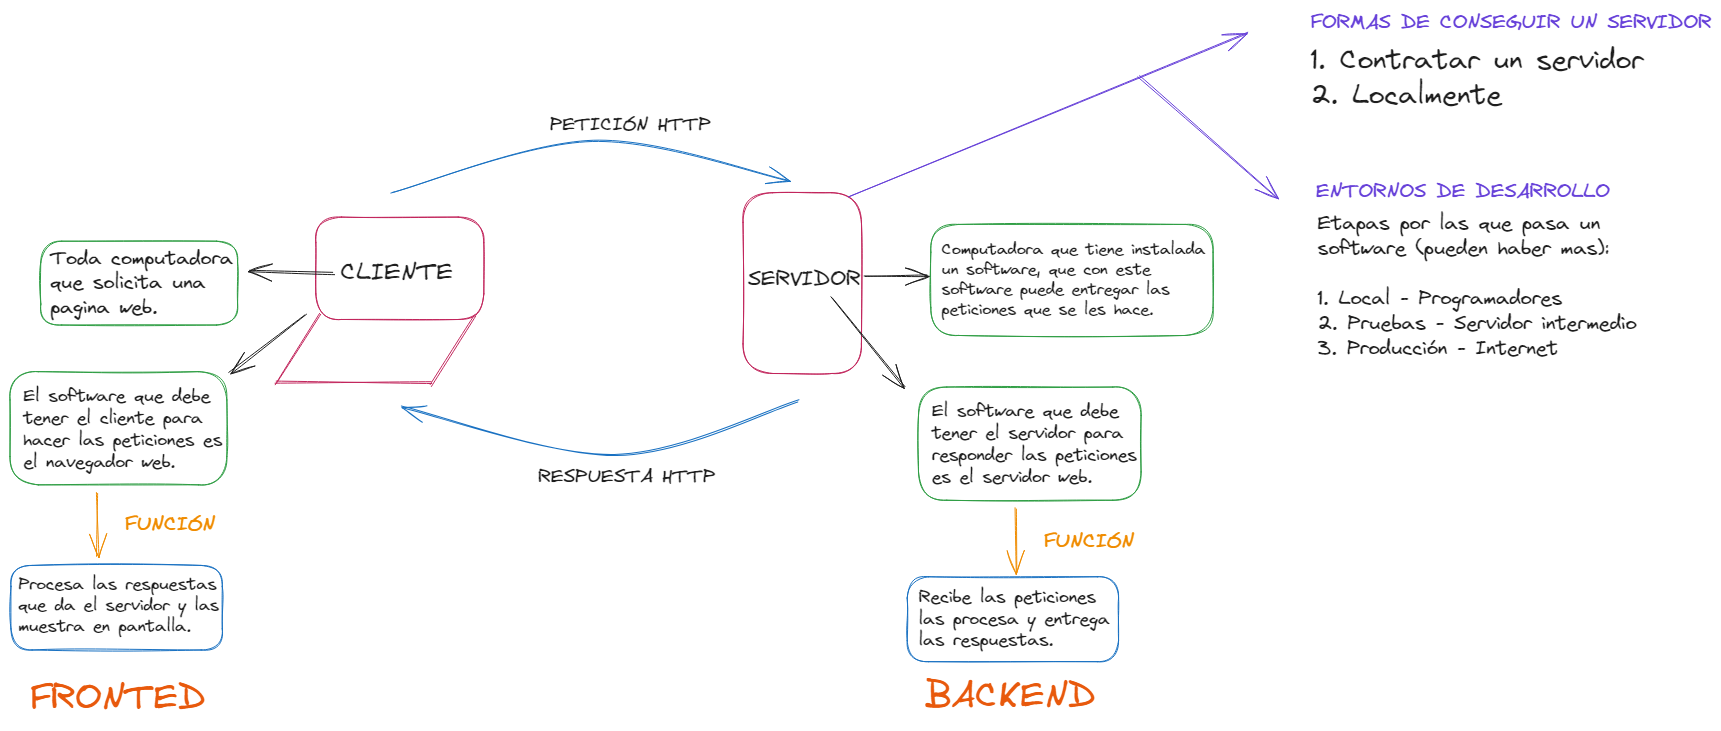 FORMAS DE CONSEGUIR UN SERVIDOR
1. Contratar un servidor
2. Localmente
PETICIÓN HTTP
ENTORNOS DE DESARROLLO
Etapas por las que pasa un
software (pueden haber mas):
1. Local - Programadores
2. Pruebas - Servidor intermedio
3. Producción - Internet
Toda computadora
que solicita una
pagina web.
CLIENTE
SERVIDOR
Computadora que tiene instalada
un software, que con este
software puede entregar las
peticiones que se les hace.
El software que debe
tener el cliente para
hacer las peticiones es
el navegador web.
RESPUESTA HTTP
El software que debe
tener el servidor para
responder las peticiones
es el servidor web.
FUNCIÓN
FUNCIÓN
Procesa las respuestas
que da el servidor y las
muestra en pantalla.
Recibe las peticiones
las procesa y entrega
las respuestas.
FRONTED
BACKEND